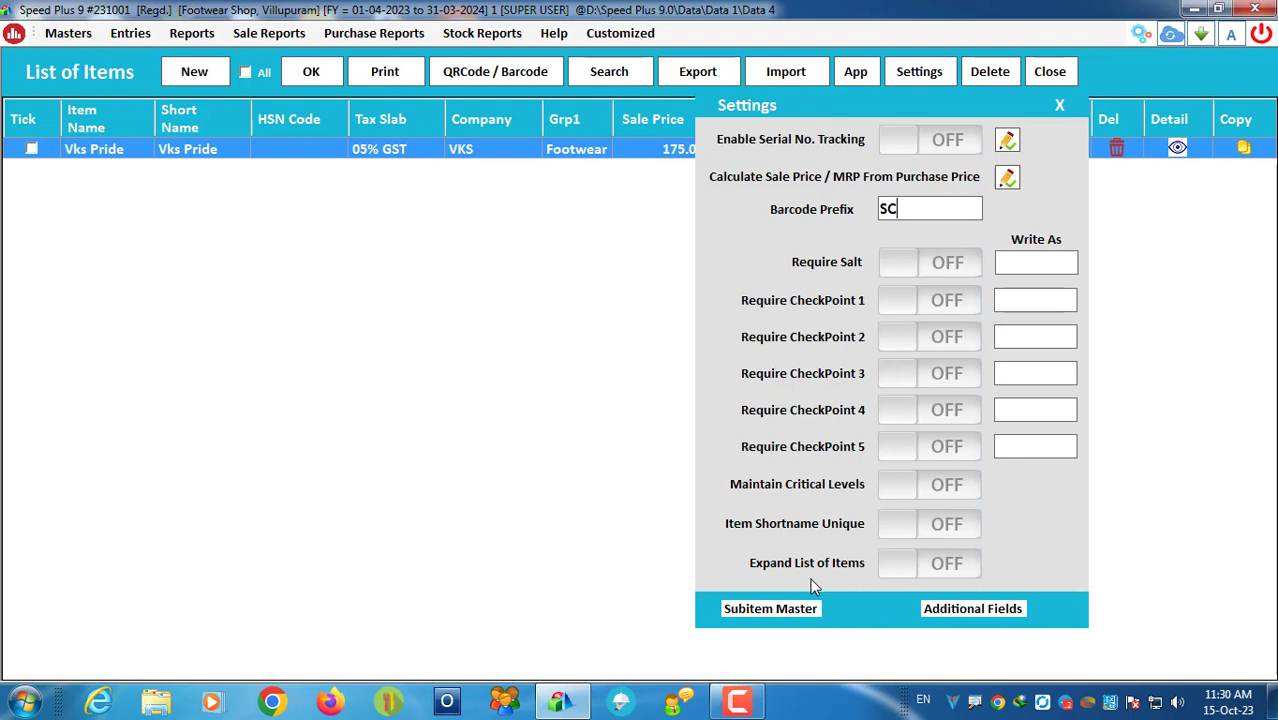 Speed Plus 9 #231001 [Regd.] [Footwear Shop, Villupuram] [FY = 01-04-2023 to 31-03-2024] 1 [SUPER USER] @D:\Speed Plus 9.0\Data\Data 1\Data 4
Masters Entries Reports Sale Reports Purchase Reports Stock Reports Help Customized
A
List of Items New All OK Print QRCode / Barcode Search Export Import App Settings Delete Close
Tick Item Name Short Name HSN Code Tax Slab Company Grp1 Sale Price Del Detail Copy
Vks Pride Vks Pride 05% GST VKS Footwear 175.0
Settings X
Enable Serial No. Tracking OFF
Calculate Sale Price / MRP From Purchase Price
Barcode Prefix SC
Write As
Require Salt OFF
Require CheckPoint 1 OFF
Require CheckPoint 2 OFF
Require CheckPoint 3 OFF
Require CheckPoint 4 OFF
Require CheckPoint 5 OFF
Maintain Critical Levels OFF
Item Shortname Unique OFF
Expand List of Items OFF
Subitem Master Additional Fields
EN 11:30 AM
15-Oct-23